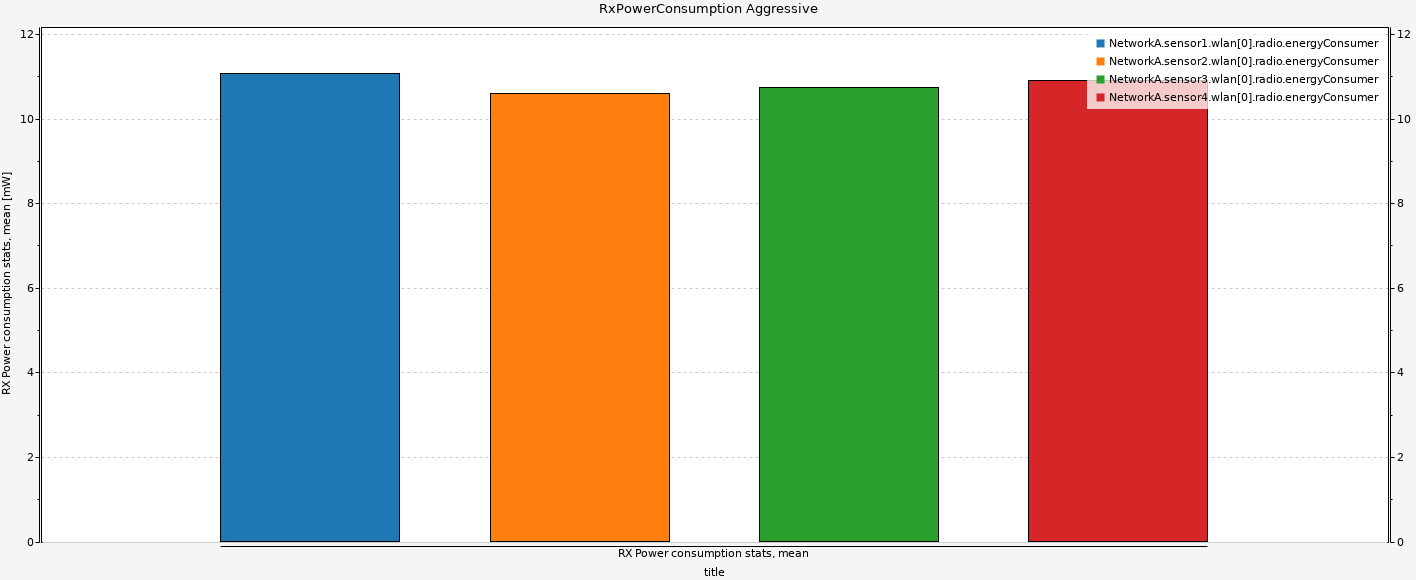 RxPowerConsumption Aggressive
RX Power consumption stats, mean [mW]
12
10
8
6
4
2
0
NetworkA.sensor1.wlan[0].radio.energyConsumer
NetworkA.sensor2.wlan[0].radio.energyConsumer
NetworkA.sensor3.wlan[0].radio.energyConsumer
NetworkA.sensor4.wlan[0].radio.energyConsumer
12
10
8
6
4
2
0
RX Power consumption stats, mean
title